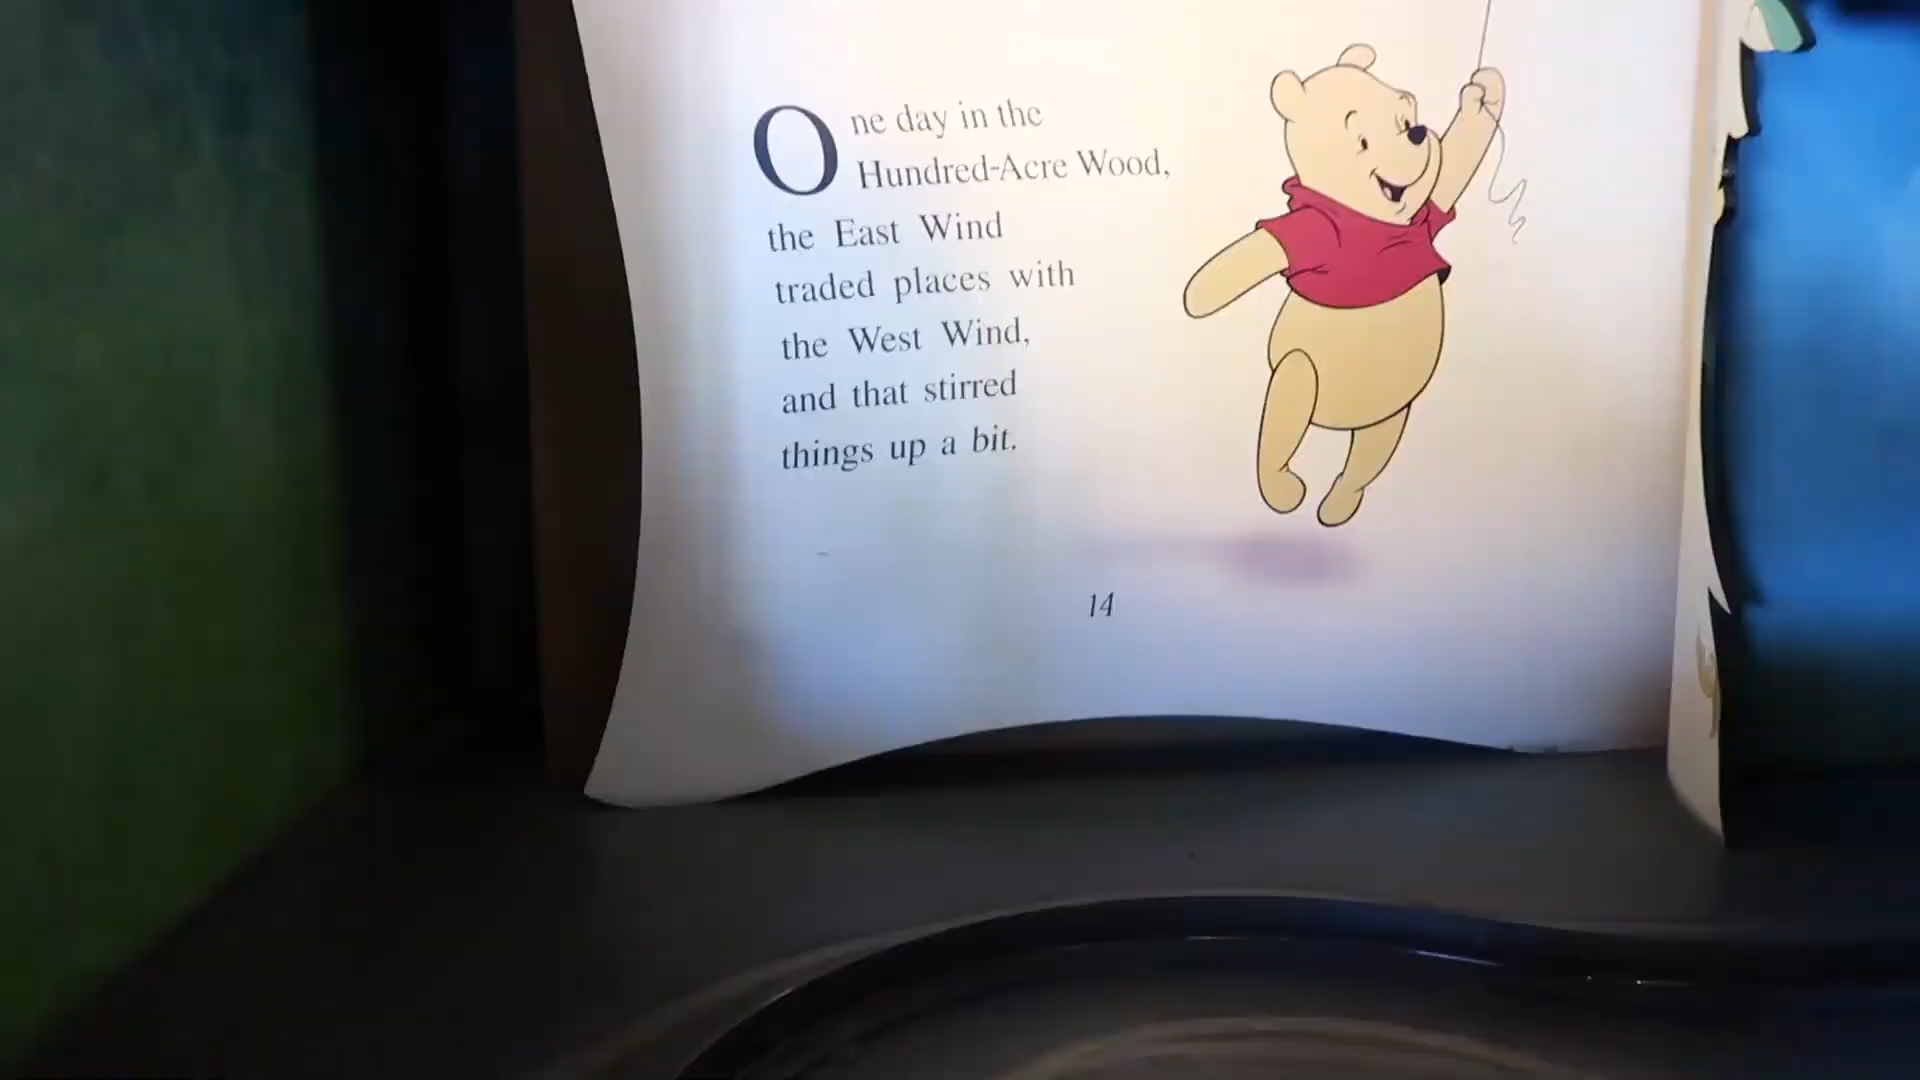 One day in the
Hundred-Acre Wood,
the East Wind
traded places with
the West Wind,
and that stirred
things up a bit.
14